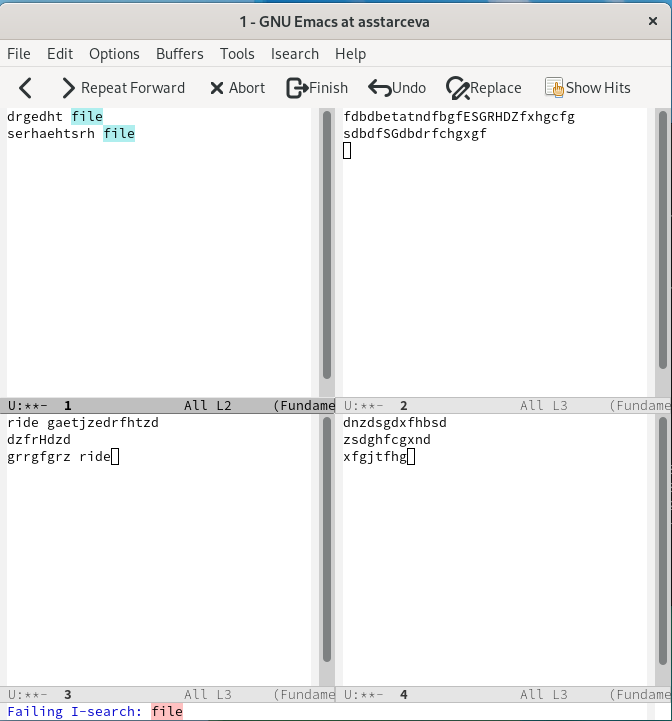 1 - GNU Emacs at asstarceva
File Edit Options Buffers Tools Isearch Help
Repeat Forward Abort Finish Undo Replace Show Hits
drgedht file
serhaehtsrh file
U:**- 1 All L2 (Fundame
fdbdbetatndfbgfESGRHDZfxhgcfg
sdbdfSGdbdrfchgxgf
U:**- 2 All L3 (Fundame
ride gaetjzedrfhtzd
dzfrHdzd
grrgfgrz ride
U:**- 3 All L3 (Fundame
dnzdsgdxfhbsd
zsdghfcgxnd
xfgjtfhg
U:**- 4 All L3 (Fundame
Failing I-search: file